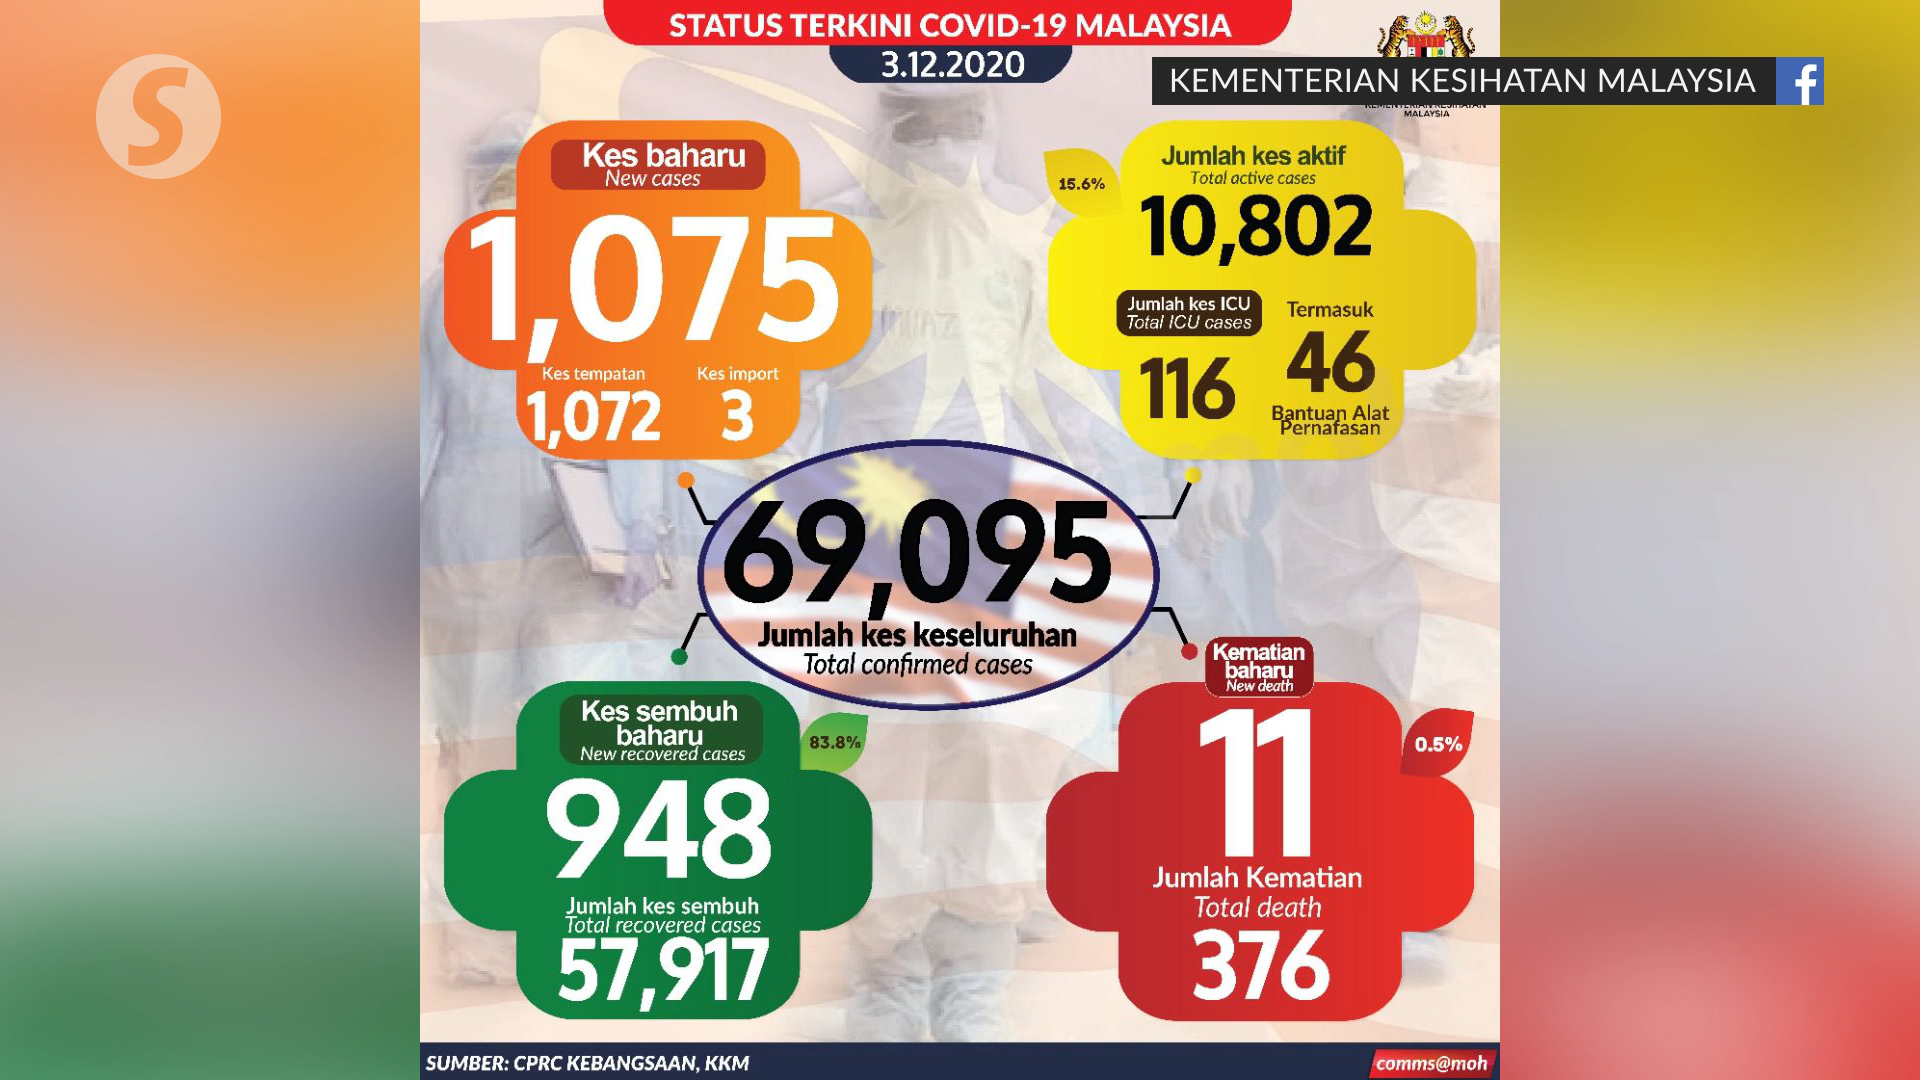 STATUS TERKINI COVID-19 MALAYSIA
3.12.2020
S
KEMENTERIAN KESIHATAN MALAYSIA
f
KEMENTERIAN KESIHATAN
MALAYSIA
Kes baharu
New cases
1,075
Kes tempatan
1,072
Kes import
3
15.6%
Jumlah kes aktif
Total active cases
10,802
Jumlah kes ICU
Total ICU cases
116
Termasuk
46
Bantuan Alat
Pernafasan
69,095
Jumlah kes keseluruhan
Total confirmed cases
Kes sembuh
baharu
New recovered cases
83.8%
948
Jumlah kes sembuh
Total recovered cases
57,917
Kematian
baharu
New death
0.5%
11
Jumlah Kematian
Total death
376
SUMBER: CPRC KEBANGSAAN, KKM
comms@moh